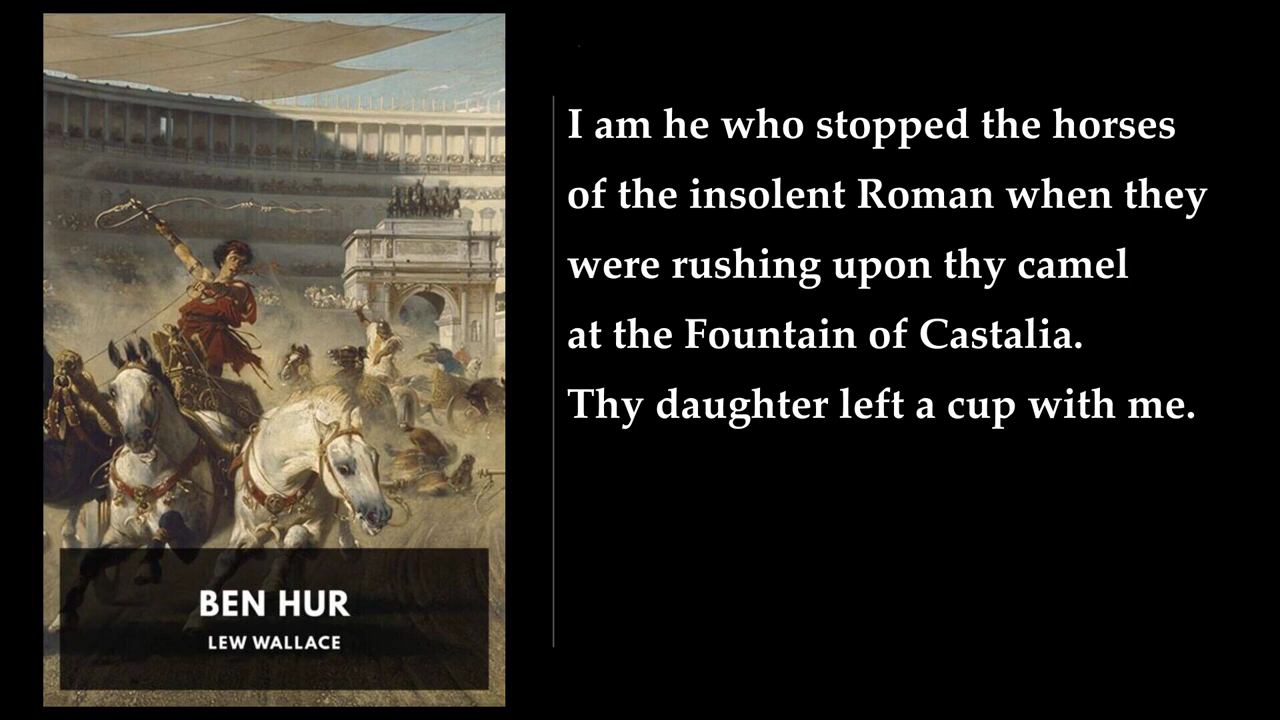 BEN HUR
LEW WALLACE
I am he who stopped the horses
of the insolent Roman when they
were rushing upon thy camel
at the Fountain of Castalia.
Thy daughter left a cup with me.